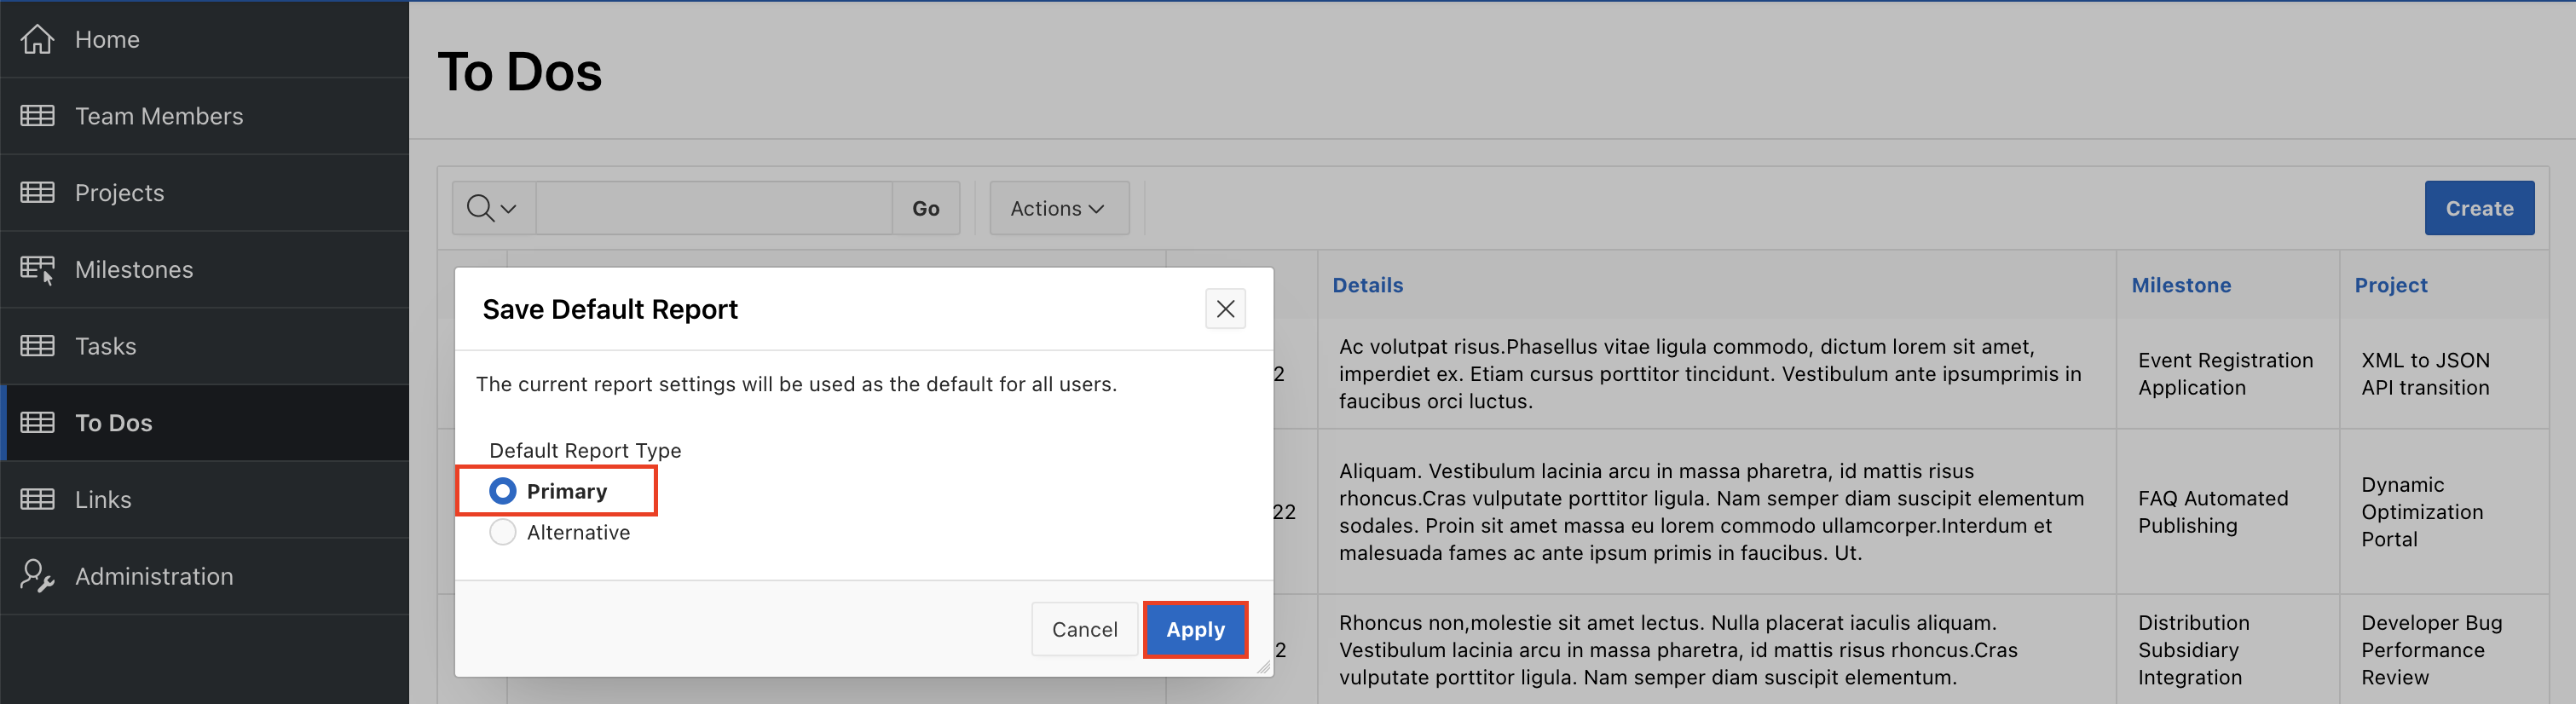 Home
Team Members
Projects
Milestones
Tasks
To Dos
Links
Administration
To Dos
Go
Actions
Create
Details
Milestone
Project
Save Default Report
The current report settings will be used as the default for all users.
Default Report Type
Primary
Alternative
Cancel
Apply
2
Ac volutpat risus.Phasellus vitae ligula commodo, dictum lorem sit amet,
imperdiet ex. Etiam cursus porttitor tincidunt. Vestibulum ante ipsumprimis in
faucibus orci luctus.
Event Registration
Application
XML to JSON
API transition
22
Aliquam. Vestibulum lacinia arcu in massa pharetra, id mattis risus
rhoncus.Cras vulputate porttitor ligula. Nam semper diam suscipit elementum
sodales. Proin sit amet massa eu lorem commodo ullamcorper.Interdum et
malesuada fames ac ante ipsum primis in faucibus. Ut.
FAQ Automated
Publishing
Dynamic
Optimization
Portal
2
Rhoncus non,molestie sit amet lectus. Nulla placerat iaculis aliquam.
Vestibulum lacinia arcu in massa pharetra, id mattis risus rhoncus.Cras
vulputate porttitor ligula. Nam semper diam suscipit elementum.
Distribution
Subsidiary
Integration
Developer Bug
Performance
Review